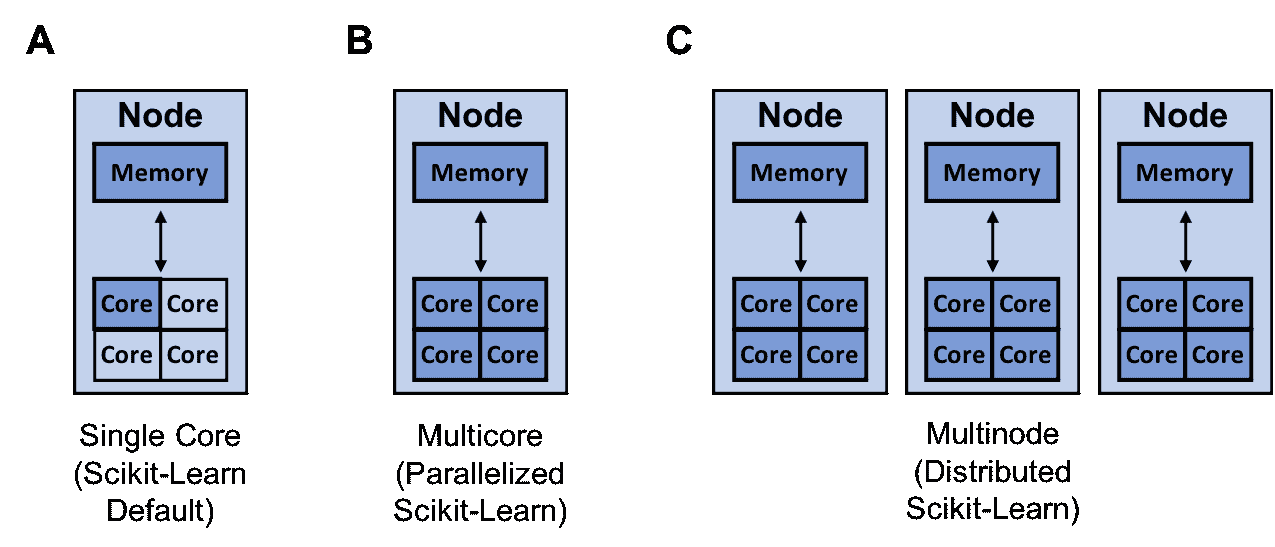 A
B
C
Node
Memory
Core Core
Core Core
Single Core
(Scikit-Learn
Default)
Node
Memory
Core Core
Core Core
Multicore
(Parallelized
Scikit-Learn)
Node
Memory
Core Core
Core Core
Node
Memory
Core Core
Core Core
Node
Memory
Core Core
Core Core
Multinode
(Distributed
Scikit-Learn)